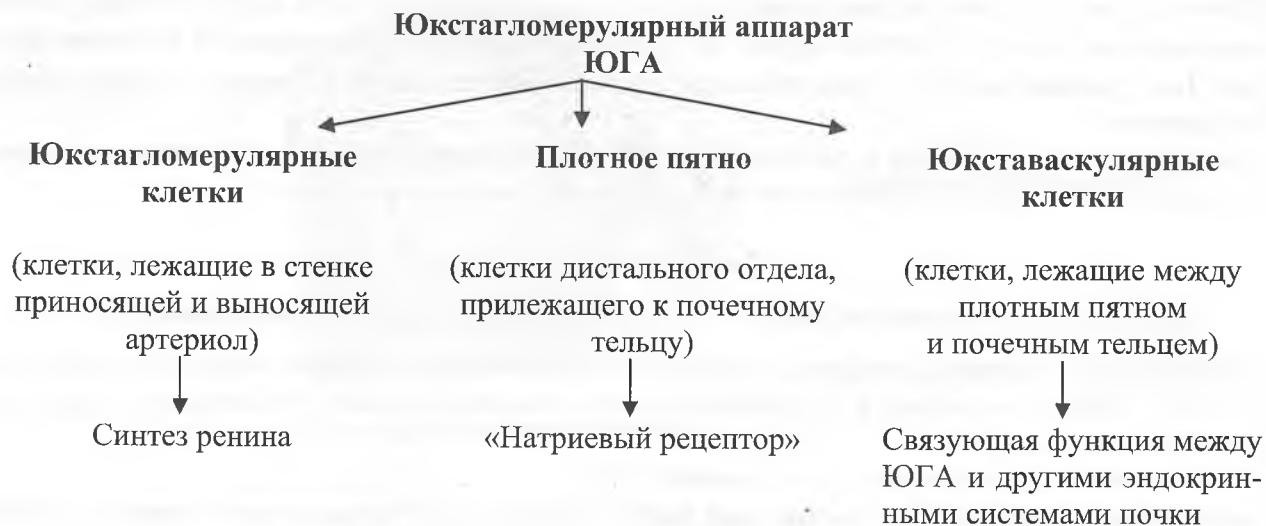 Юкстагломерулярный аппарат
ЮГА
Юкстагломерулярные
клетки
Плотное пятно
Юкставаскулярные
клетки
(клетки, лежащие в стенке
приносящей и выносящей
артериол)
(клетки дистального отдела,
прилежащего к почечному
тельцу)
(клетки, лежащие между
плотным пятном
и почечным тельцем)
Синтез ренина
«Натриевый рецептор»
Связующая функция между
ЮГА и другими эндокрин-
ными системами почки